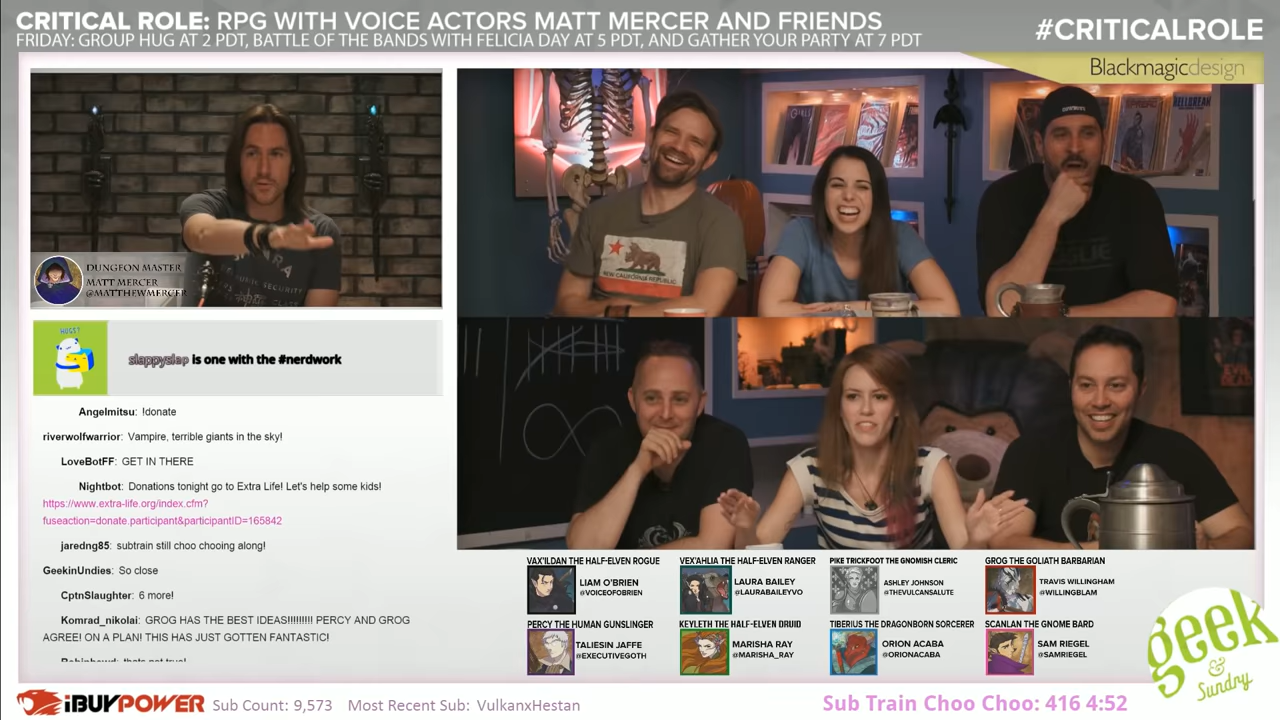 CRITICAL ROLE: RPG WITH VOICE ACTORS MATT MERCER AND FRIENDS
FRIDAY: GROUP HUG AT 2 PDT, BATTLE OF THE BANDS WITH FELICIA DAY AT 5 PDT, AND GATHER YOUR PARTY AT 7 PDT
#CRITICALROLE
Blackmagicdesign
DUNGEON MASTER
MATT MERCER
@MATTHEWMERCER
HUGS?
slappyslap is one with the #nerdwork
Angelmitsu: !donate
riverwolfwarrior: Vampire, terrible giants in the sky!
LoveBotFF: GET IN THERE
Nightbot: Donations tonight go to Extra Life! Let's help some kids!
https://www.extra-life.org/index.cfm?
fuseaction=donate.participant&participantID=165842
jaredng85: subtrain still choo chooing along!
GeekinUndies: So close
CptnSlaughter: 6 more!
Komrad_nikolai: GROG HAS THE BEST IDEAS!!!!!!!!! PERCY AND GROG
AGREE! ON A PLAN! THIS HAS JUST GOTTEN FANTASTIC!
NEW CALIFORNIA REPUBLIC
VAX'ILDAN THE HALF-ELVEN ROGUE
LIAM O'BRIEN
@VOICEOFOBRIEN
VEX'AHLIA THE HALF-ELVEN RANGER
LAURA BAILEY
@LAURABAILEYVO
PIKE TRICKFOOT THE GNOMISH CLERIC
ASHLEY JOHNSON
@THEVULCANSALUTE
GROG THE GOLIATH BARBARIAN
TRAVIS WILLINGHAM
@WILLINGBLAM
PERCY THE HUMAN GUNSLINGER
TALIESIN JAFFE
@EXECUTIVEGOTH
KEYLETH THE HALF-ELVEN DRUID
MARISHA RAY
@MARISHA_RAY
TIBERIUS THE DRAGONBORN SORCERER
ORION ACABA
@ORIONACABA
SCANLAN THE GNOME BARD
SAM RIEGEL
@SAMRIEGEL
geek
&
Sundry
iBUYPOWER
Sub Count: 9,573 Most Recent Sub: VulkanxHestan
Sub Train Choo Choo: 416 4:52